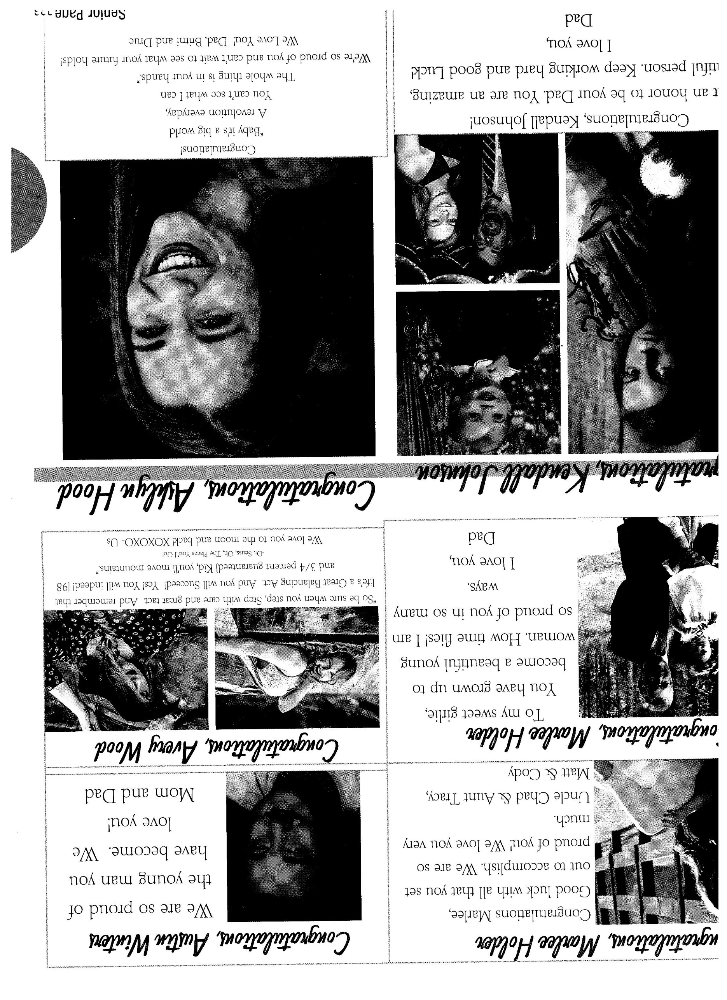 Congratulations, Marlee Holder
Congratulations Marlee,
Good luck with all that you set
out to accomplish. We are so
proud of you! We love you very
much.
Uncle Chad & Aunt Tracy,
Matt & Cody
Congratulations, Austin Winters
We are so proud of
the young man you
have become. We
love you!
Mom and Dad
Congratulations, Marlee Holder
To my sweet girlie,
You have grown up to
become a beautiful young
woman. How time flies! I am
so proud of you in so many
ways.
I love you,
Dad
Congratulations, Avery Wood
"So be sure when you step, Step with care and great tact. And remember that
life's a Great Balancing Act. And you will Succeed! Yes! You will indeed! (98
and 3/4 percent guaranteed) Kid, you'll move mountains."
-Dr. Seuss, Oh, The Places You'll Go!
We love you to the moon and back! XOXOXO- Us
gratulations, Kendall Johnson
Congratulations, Kendall Johnson!
an honor to be your Dad. You are an amazing,
tiful person. Keep working hard and good Luck!
I love you,
Dad
Congratulations, Ashlyn Hood
Congratulations!
"Baby it's a big world
A revolution everyday,
You can't see what I can
The whole thing is in your hands."
We're so proud of you and can't wait to see what your future holds!
We Love You! Dad, Britni and Drue
Senior Page